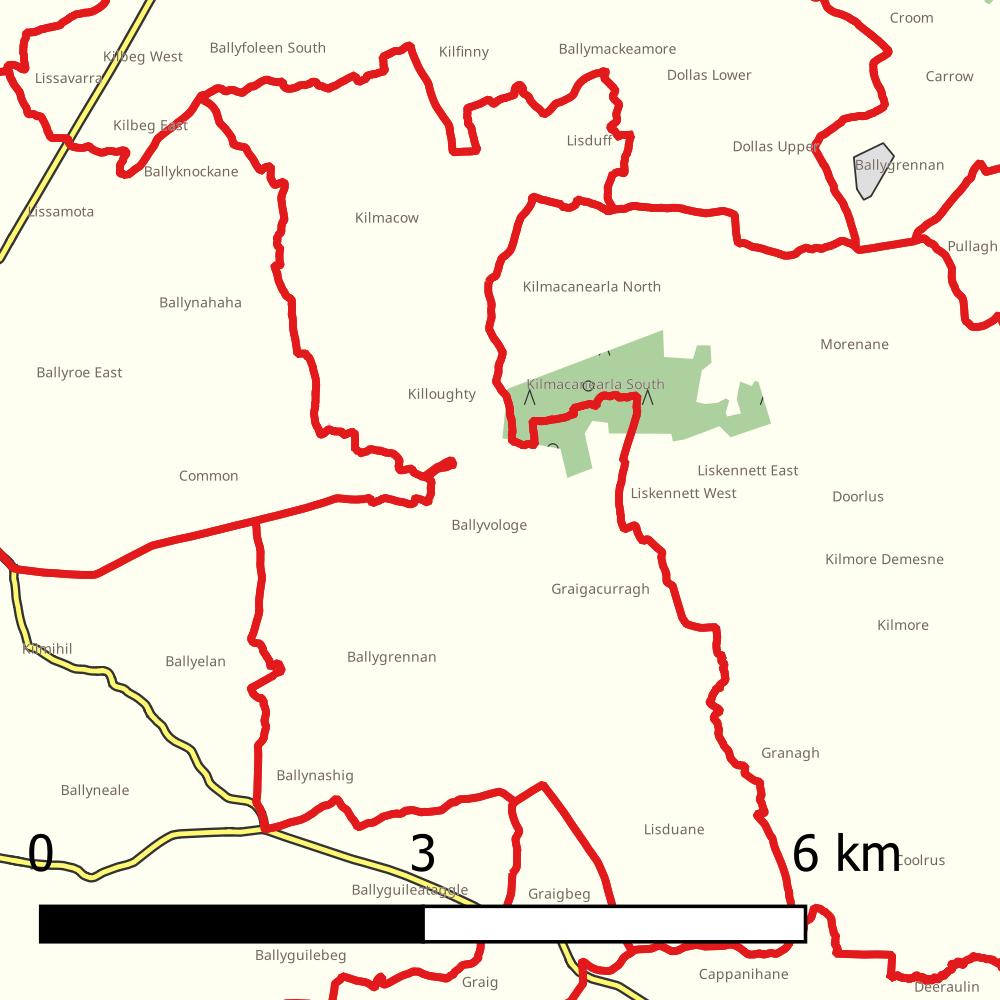 Croom
Ballyfoleen South
Kilfinny
Ballymackeamore
Kilbeg West
Lissavarra
Dollas Lower
Carrow
Kilbeg East
Lisduff
Dollas Upper
Ballygrennan
Ballyknockane
Lissamota
Kilmacow
Pullagh
Kilmacanearla North
Ballynahaha
Morenane
Ballyroe East
Kilmacanearla South
Killoughty
Common
Liskennett East
Liskennett West
Doorlus
Ballyvologe
Kilmore Demesne
Graigacurragh
Kilmore
Kilmihil
Ballyelan
Ballygrennan
Granagh
Ballynashig
Ballyneale
Lisduane
0 3 6 km
Coolrus
Ballyguileataggle
Graigbeg
Ballyguilebeg
Graig
Cappanihane
Deeraulin